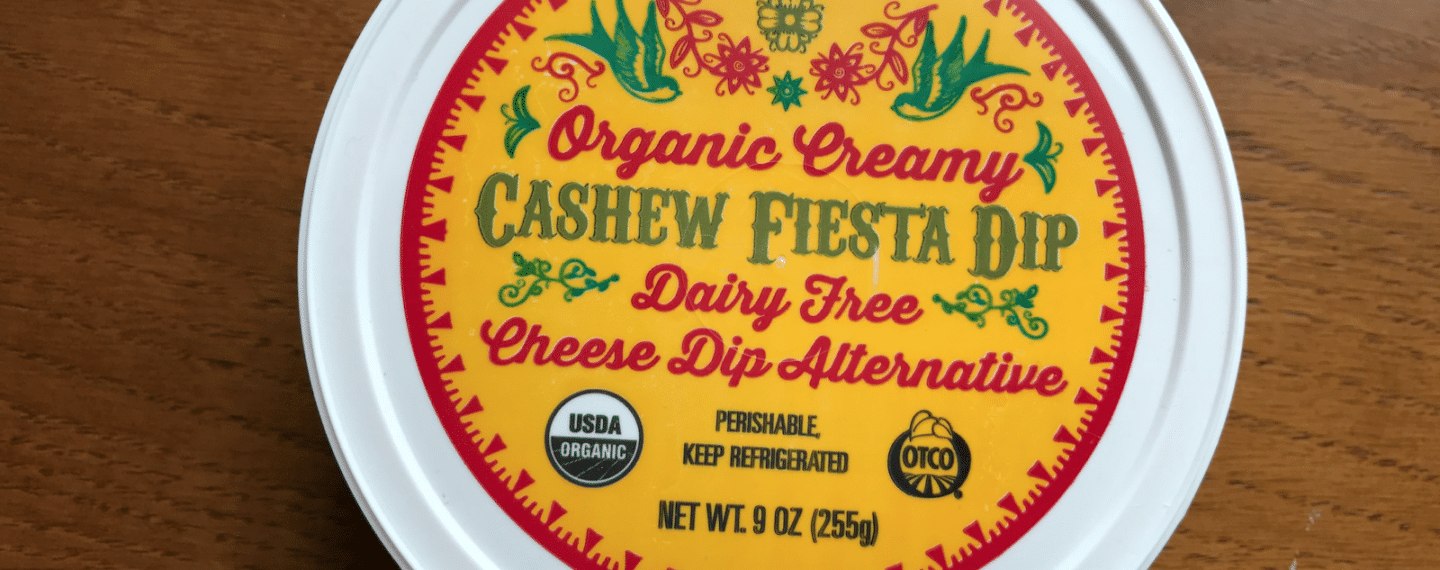 Organic Creamy
CASHEW FIESTA DIP
Dairy Free
Cheese Dip Alternative
USDA
ORGANIC
PERISHABLE,
KEEP REFRIGERATED
OTCO
NET WT. 9 OZ (255g)